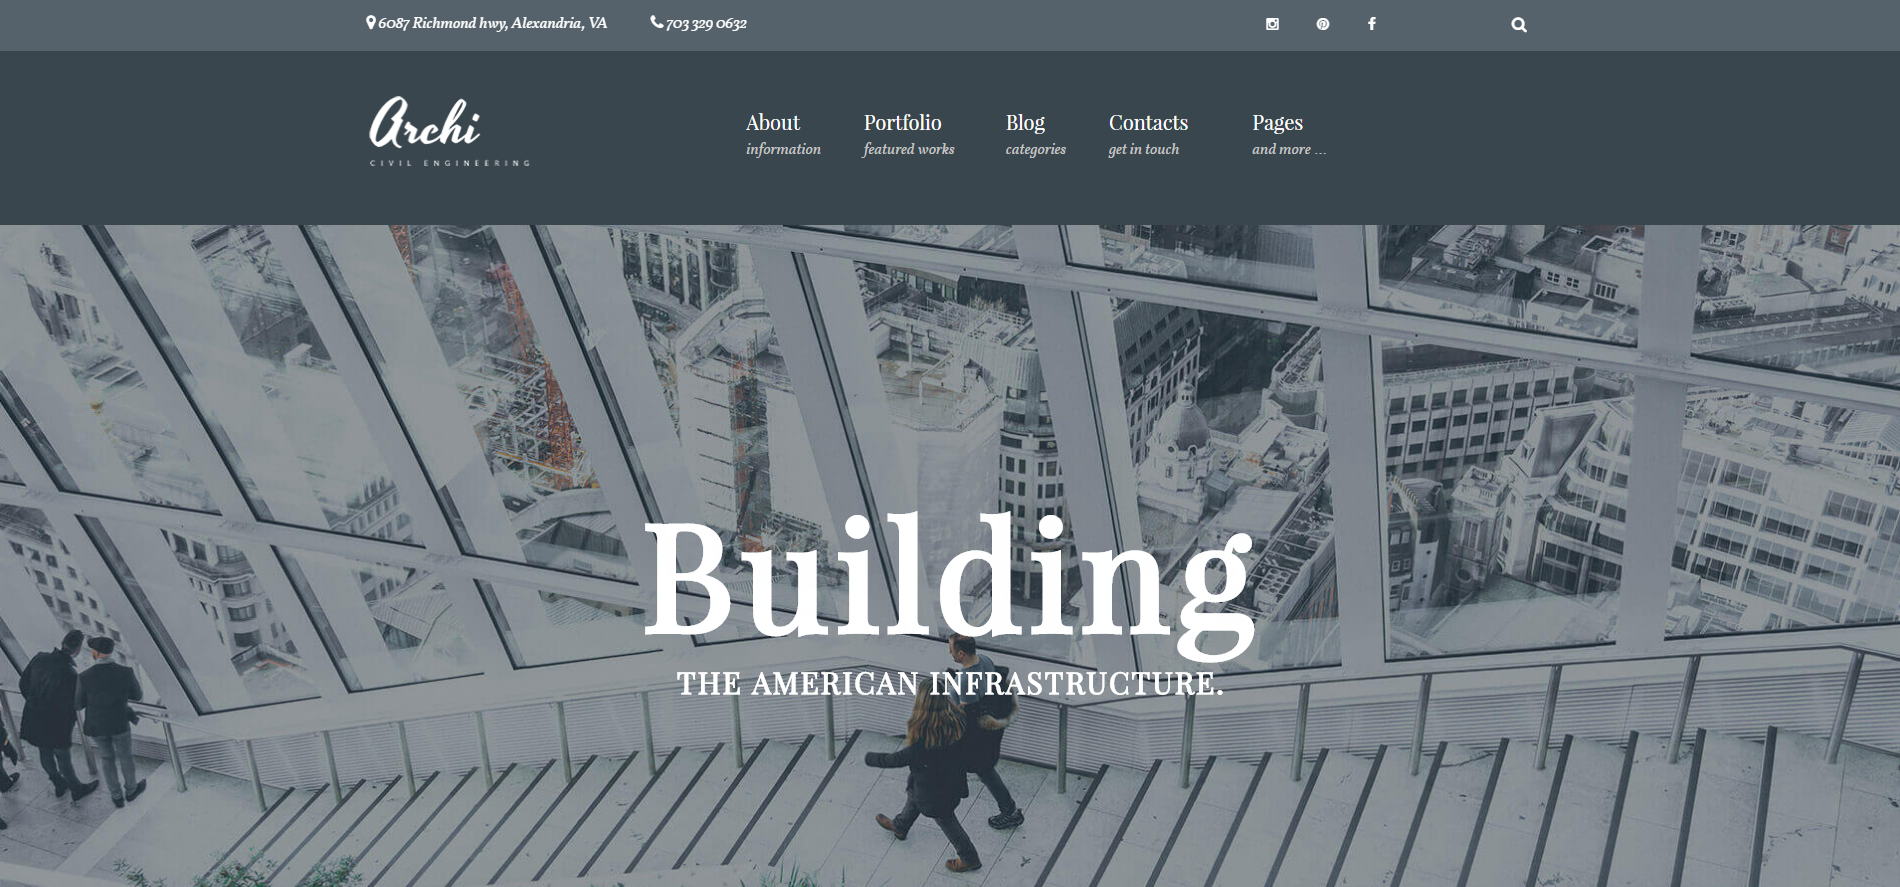 6087 Richmond hwy, Alexandria, VA
703 329 0632
Archi
CIVIL ENGINEERING
About
information
Portfolio
featured works
Blog
categories
Contacts
get in touch
Pages
and more ...
Building
THE AMERICAN INFRASTRUCTURE.